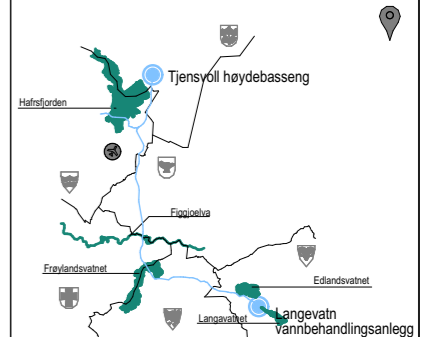 Tjensvoll høydebasseng
Hafrsfjorden
Figgjoelva
Frøylandsvatnet
Edlandsvatnet
Langavatnet
Langevatn
vannbehandlingsanlegg